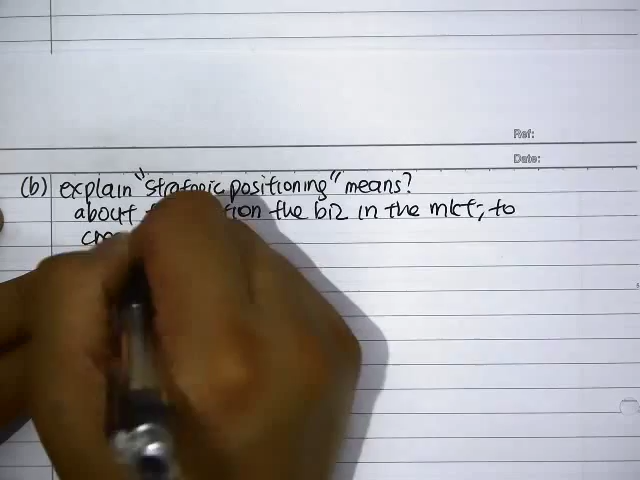 Ref:
Date:
(b) explain "strategic positioning" means?
about the biz in the mkt, to